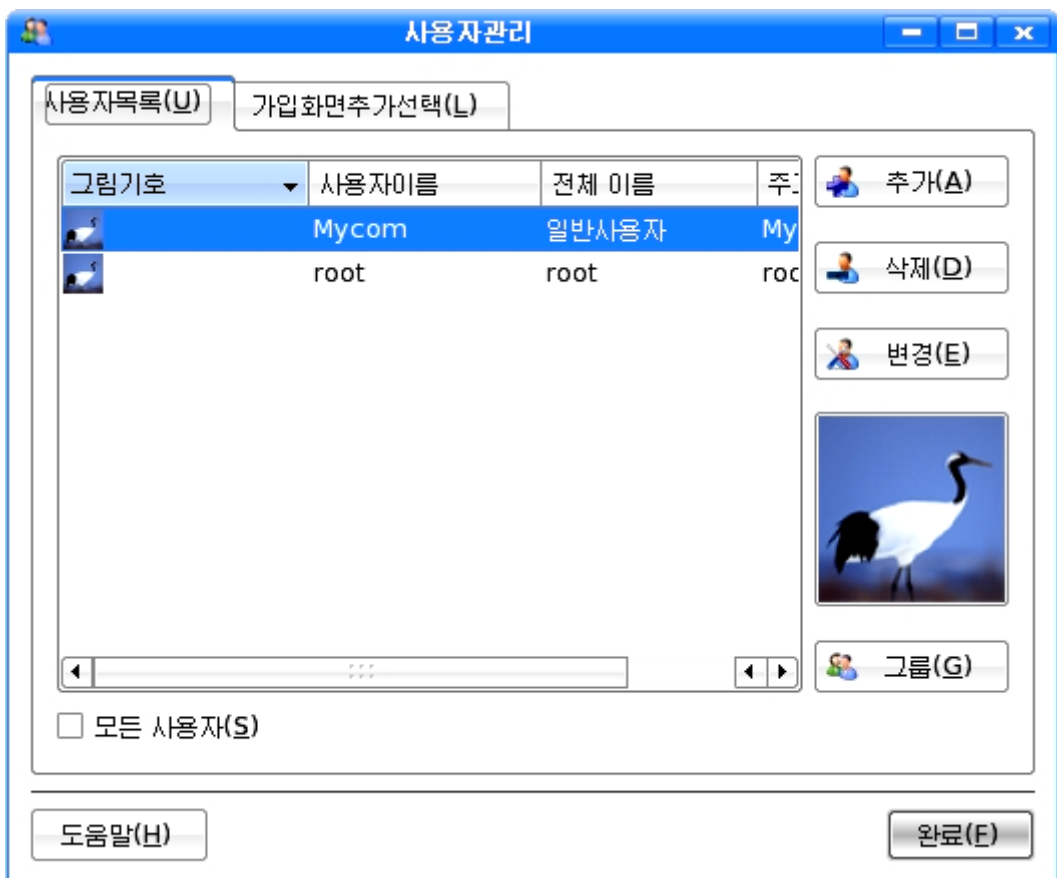 사용자관리
사용자목록(U) 가입화면추가선택(L)
그림기호 사용자이름 전체 이름
Mycom 일반사용자 My
root root roo
추가(A)
삭제(D)
변경(E)
그룹(G)
모든 사용자(S)
도움말(H) 완료(F)